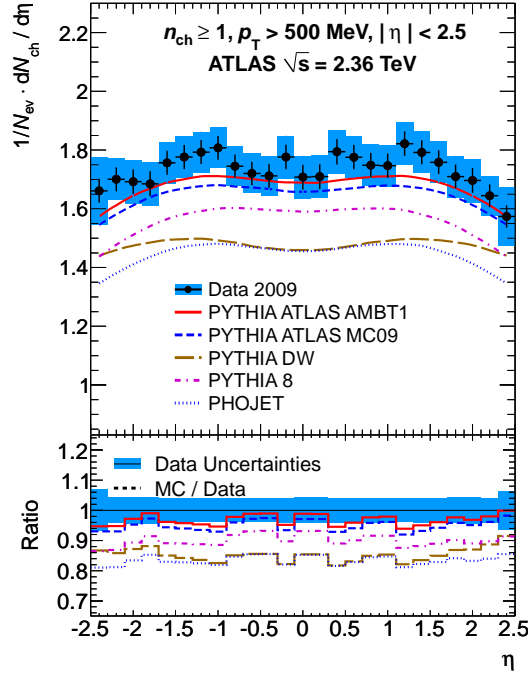 n_ch ≥ 1, p_T > 500 MeV, | η | < 2.5
ATLAS √s = 2.36 TeV
1/N_ev · dN_ch / dη
2.2
2
1.8
1.6
1.4
1.2
1
Data 2009
PYTHIA ATLAS AMBT1
PYTHIA ATLAS MC09
PYTHIA DW
PYTHIA 8
PHOJET
Ratio
1.2
1.1
1
0.9
0.8
0.7
Data Uncertainties
MC / Data
-2.5 -2 -1.5 -1 -0.5 0 0.5 1 1.5 2 2.5
η